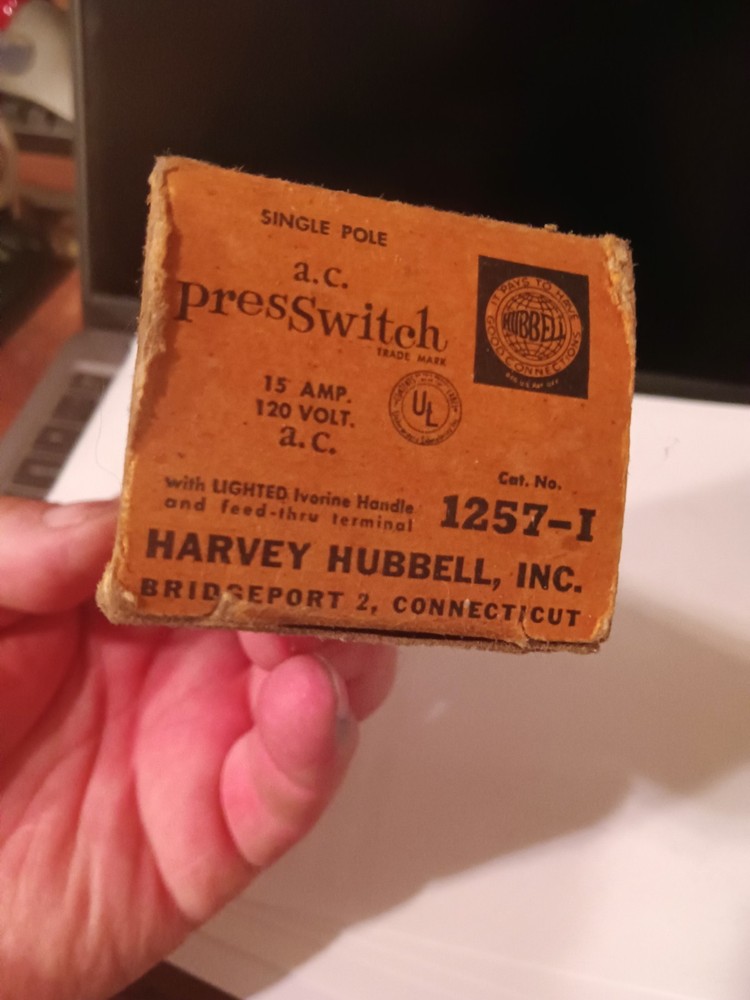 SINGLE POLE
a.c.
presSwitch
TRADE MARK
15 AMP.
120 VOLT.
a.c.
UL
IT PAYS TO HAVE
HUBBELL
GOOD CONNECTIONS
with LIGHTED Ivorine Handle
and feed-thru terminal
Cat. No.
1257-I
HARVEY HUBBELL, INC.
BRIDGEPORT 2, CONNECTICUT